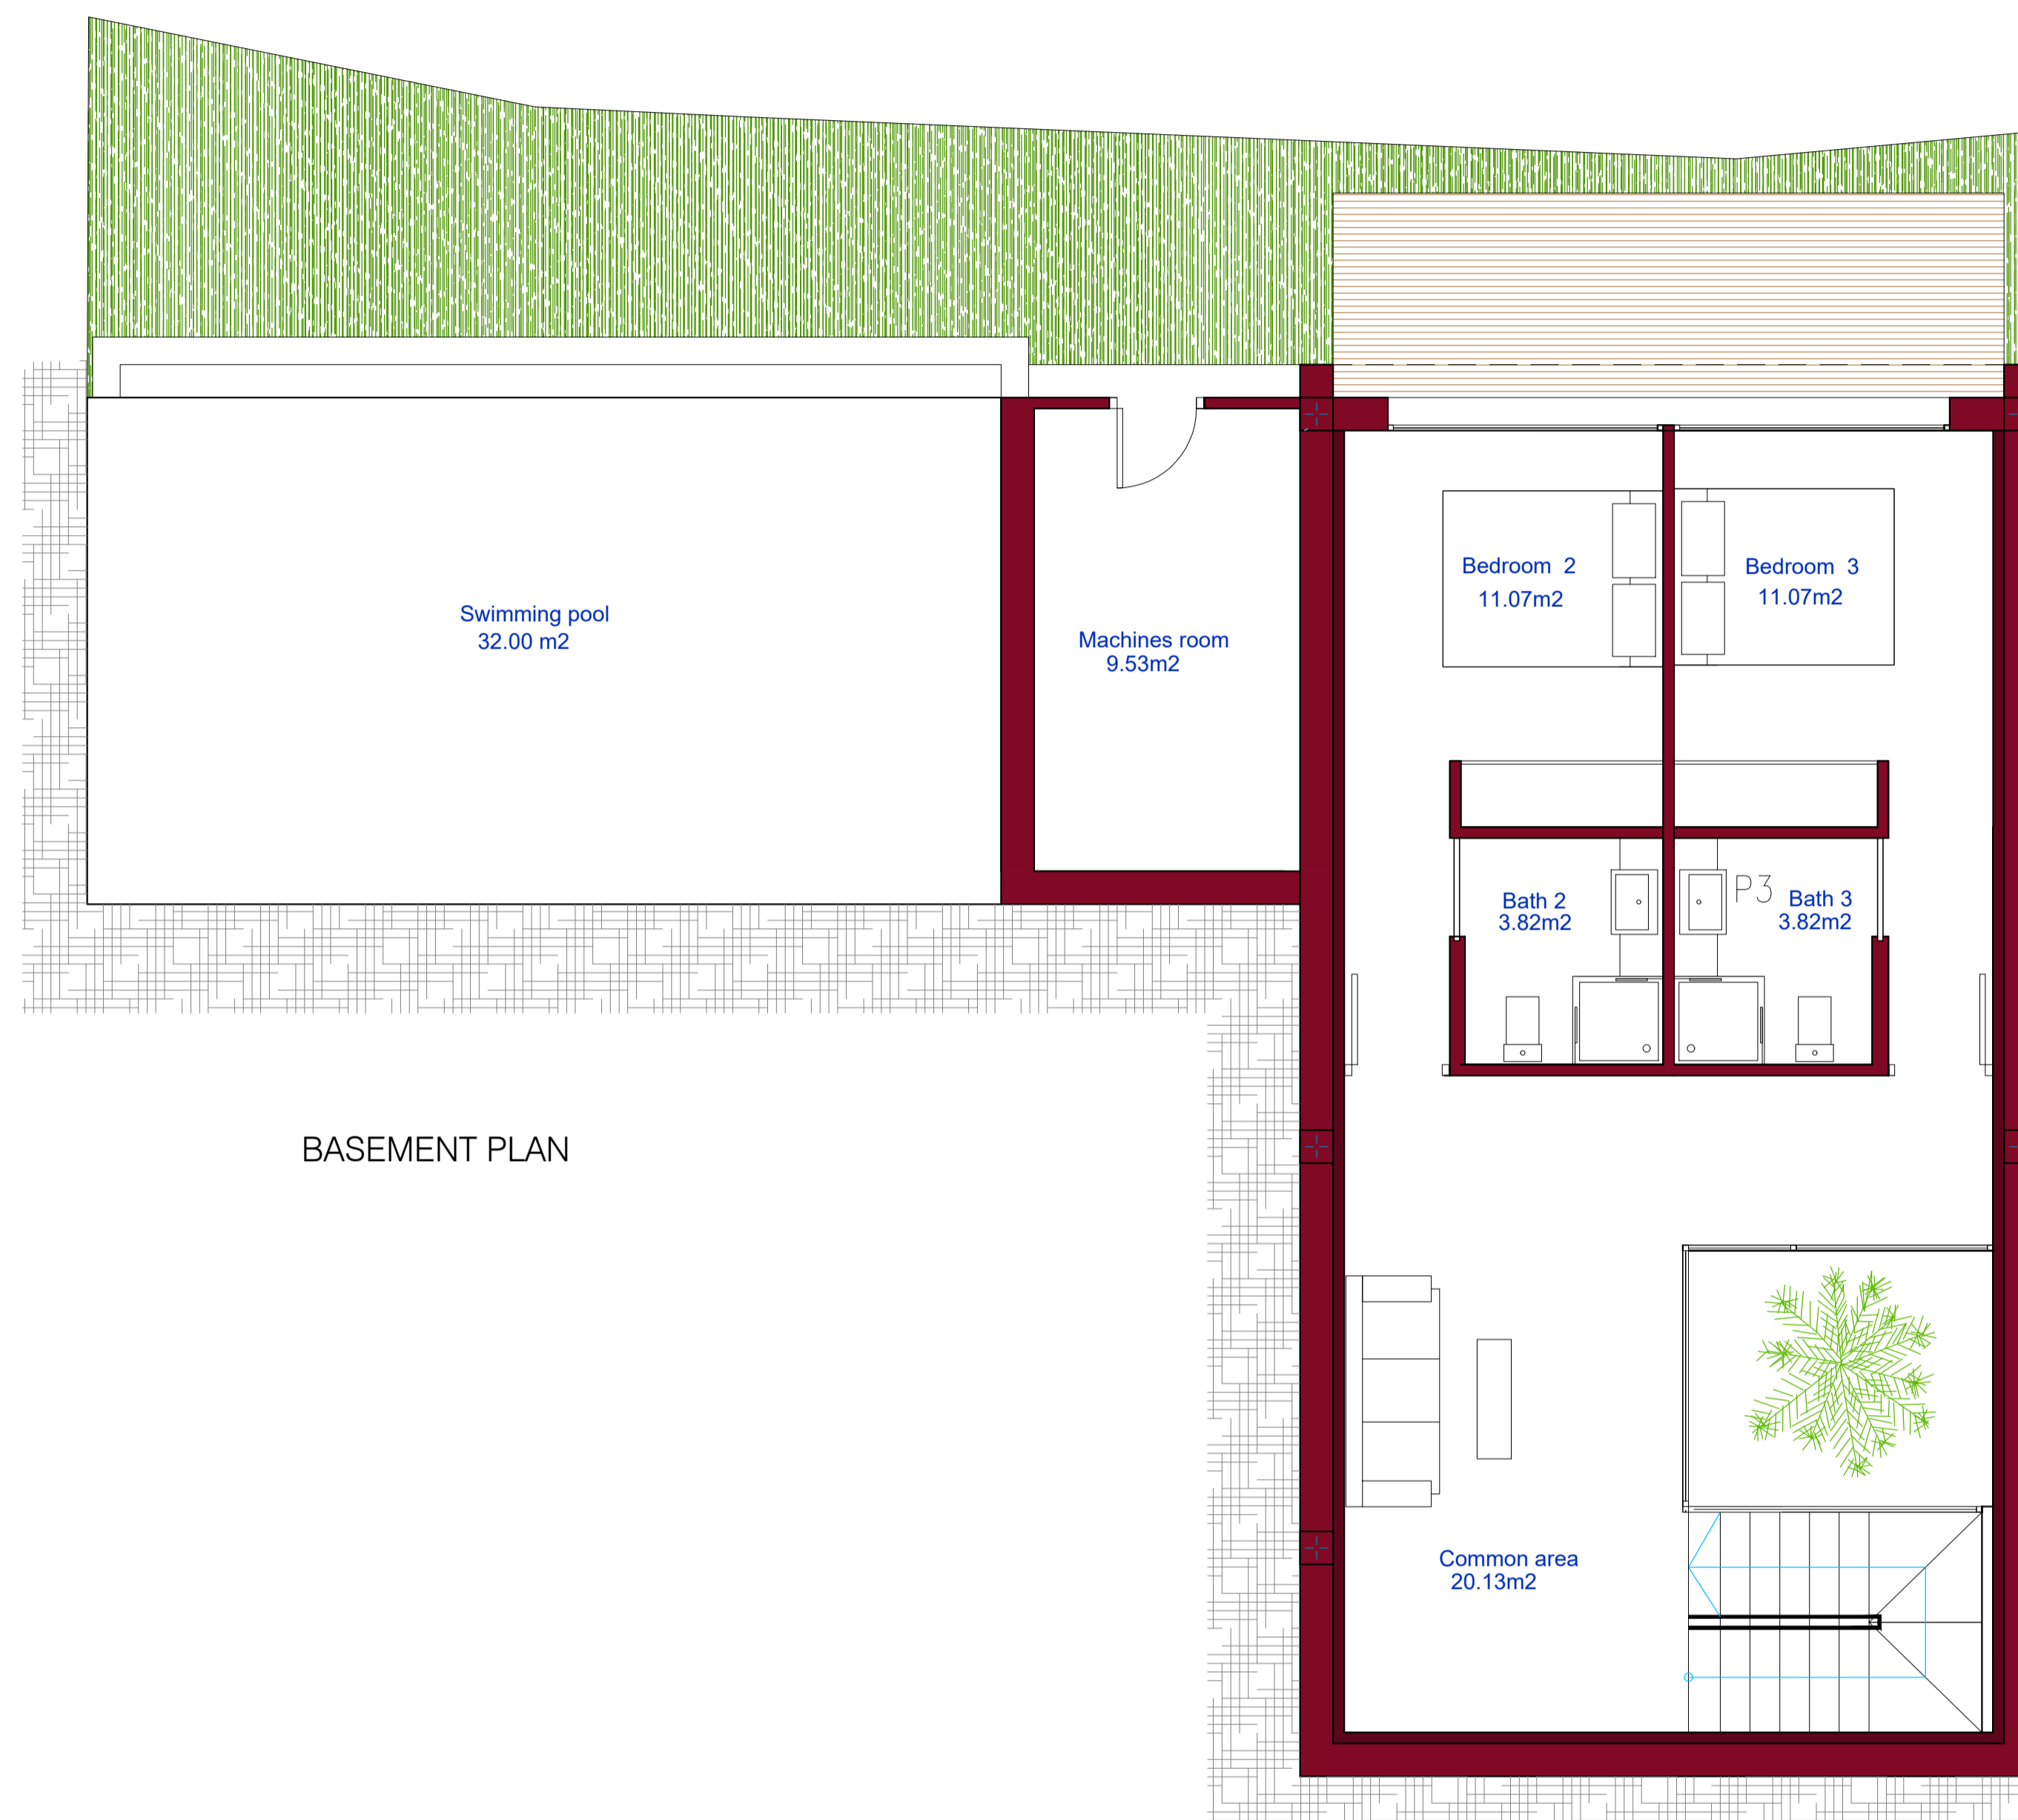 Bedroom  2
11.07m2
Bedroom  3
11.07m2
Swimming pool
32.00 m2
Machines room
9.53m2
Bath 2
3.82m2
P3
Bath 3
3.82m2
BASEMENT PLAN
Common area
20.13m2